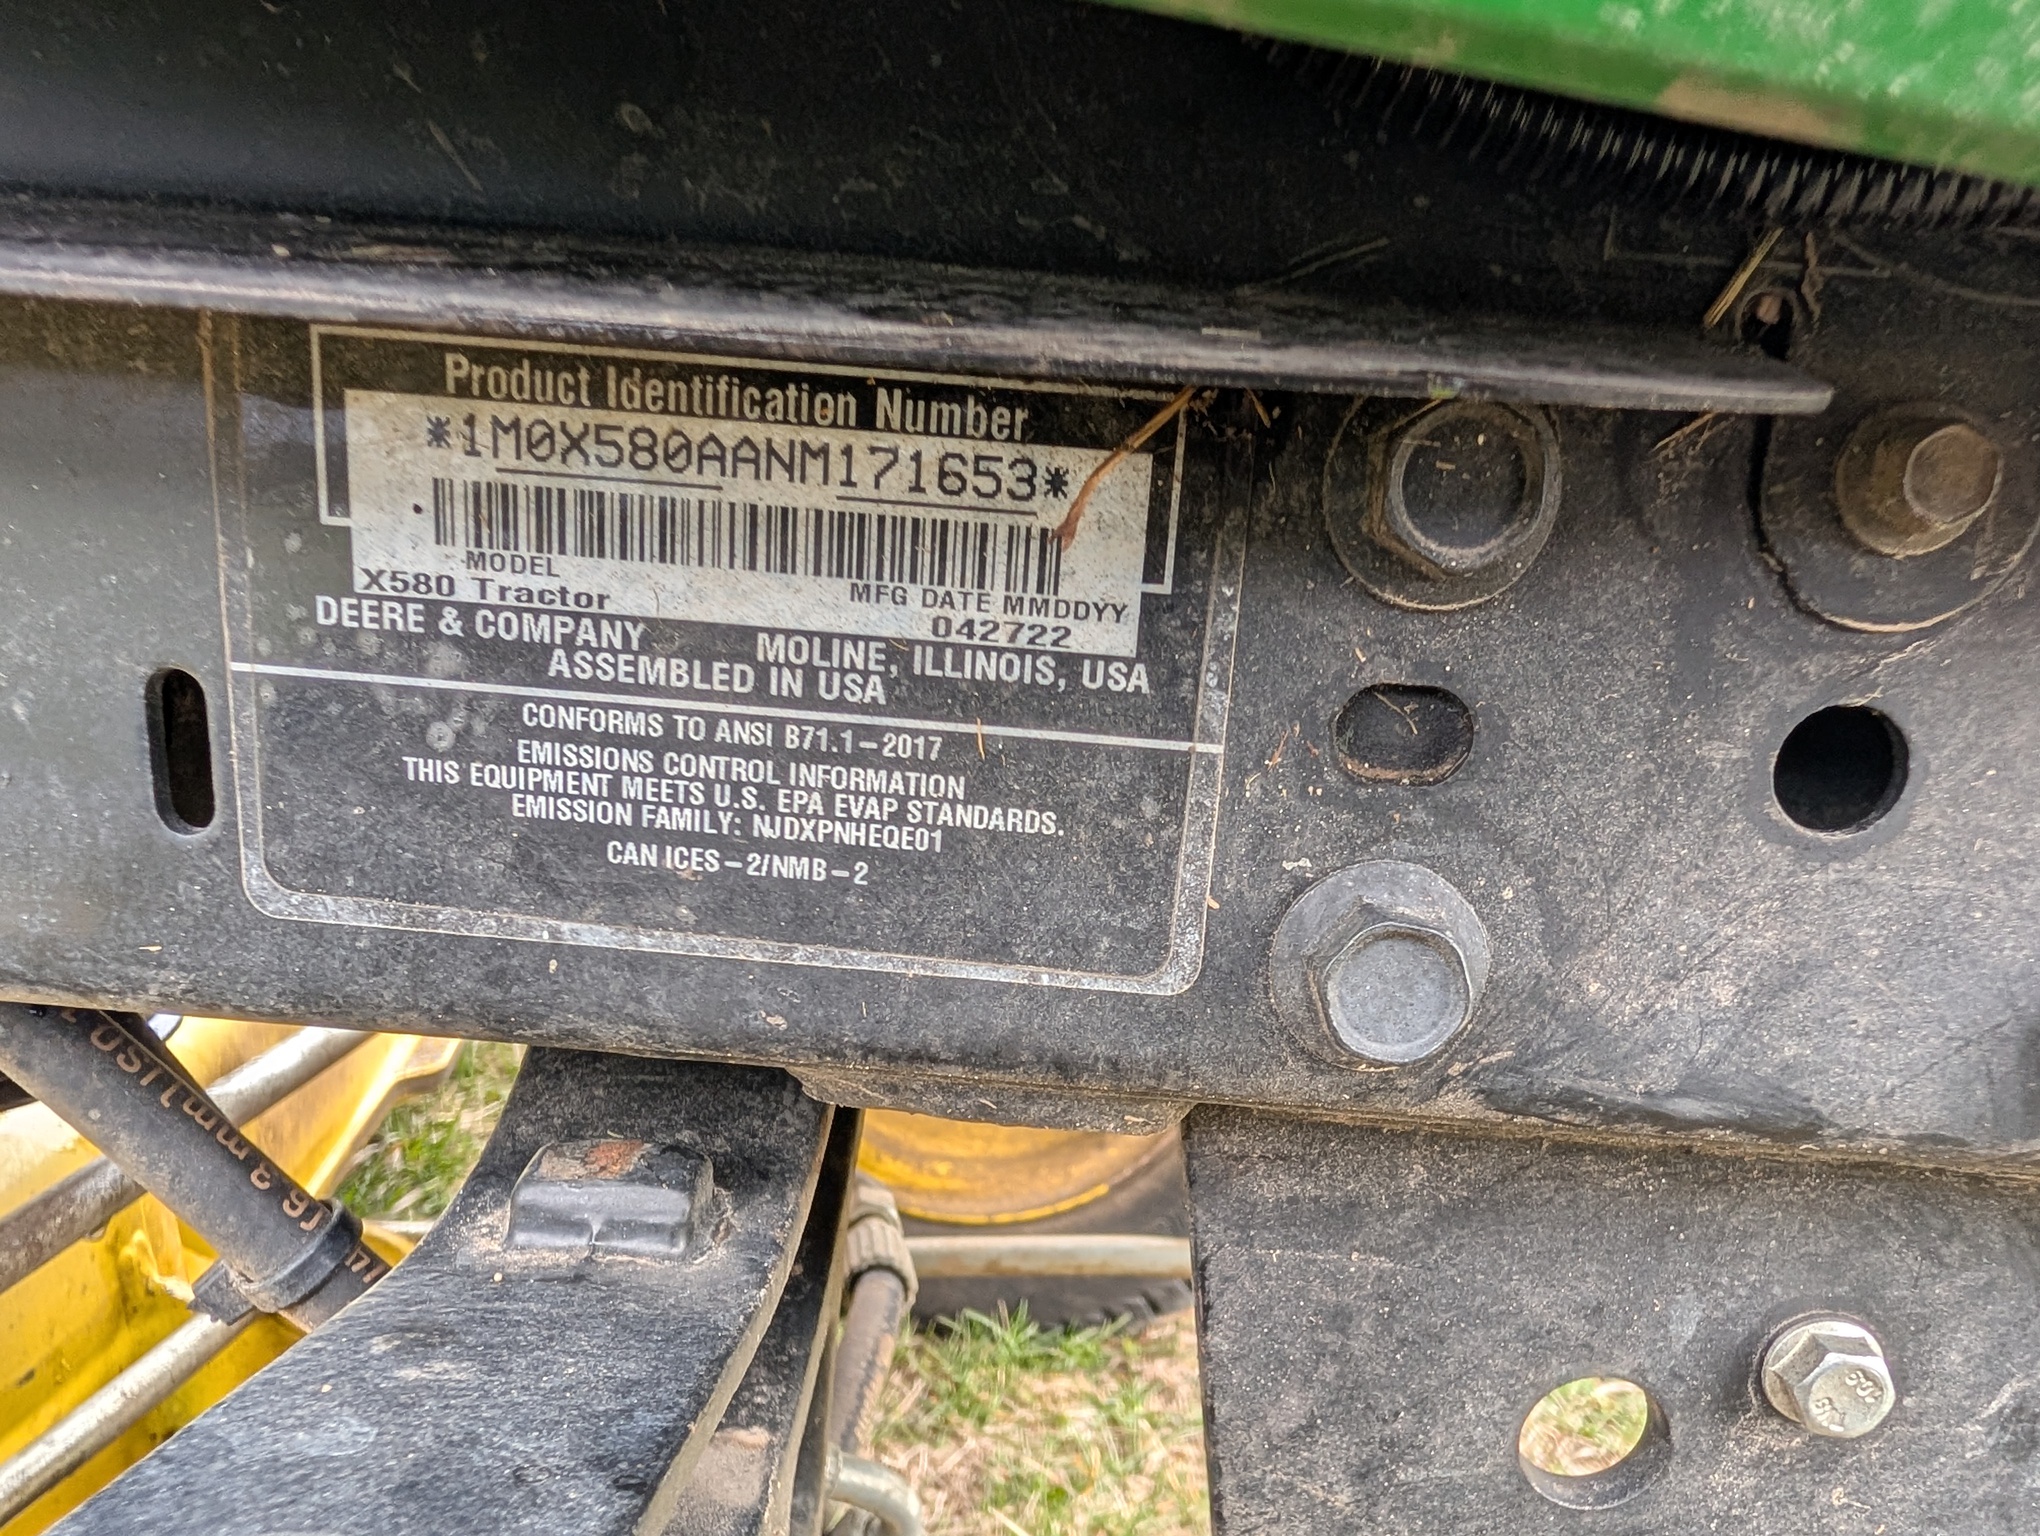 Product Identification Number
*1M0X580AANM171653*
MODEL
X580 Tractor
MFG DATE MMDDYY
042722
DEERE & COMPANY MOLINE, ILLINOIS, USA
ASSEMBLED IN USA
CONFORMS TO ANSI B71.1-2017
EMISSIONS CONTROL INFORMATION
THIS EQUIPMENT MEETS U.S. EPA EVAP STANDARDS.
EMISSION FAMILY: NJDXPNHEQE01
CAN ICES-2/NMB-2